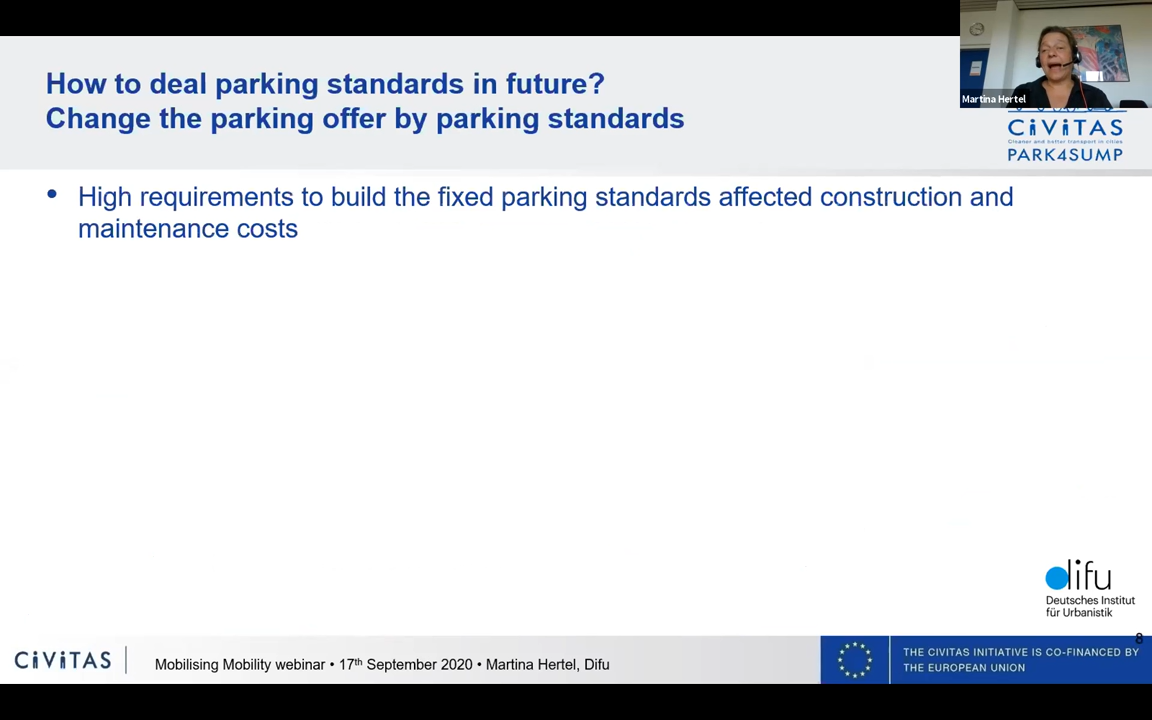 How to deal parking standards in future?
Change the parking offer by parking standards
Martina Hertel
CiViTAS
Cleaner and better transport in cities
PARK4SUMP
• High requirements to build the fixed parking standards affected construction and
maintenance costs
difu
Deutsches Institut
für Urbanistik
8
CiViTAS
Mobilising Mobility webinar • 17th September 2020 • Martina Hertel, Difu
THE CIVITAS INITIATIVE IS CO-FINANCED BY
THE EUROPEAN UNION